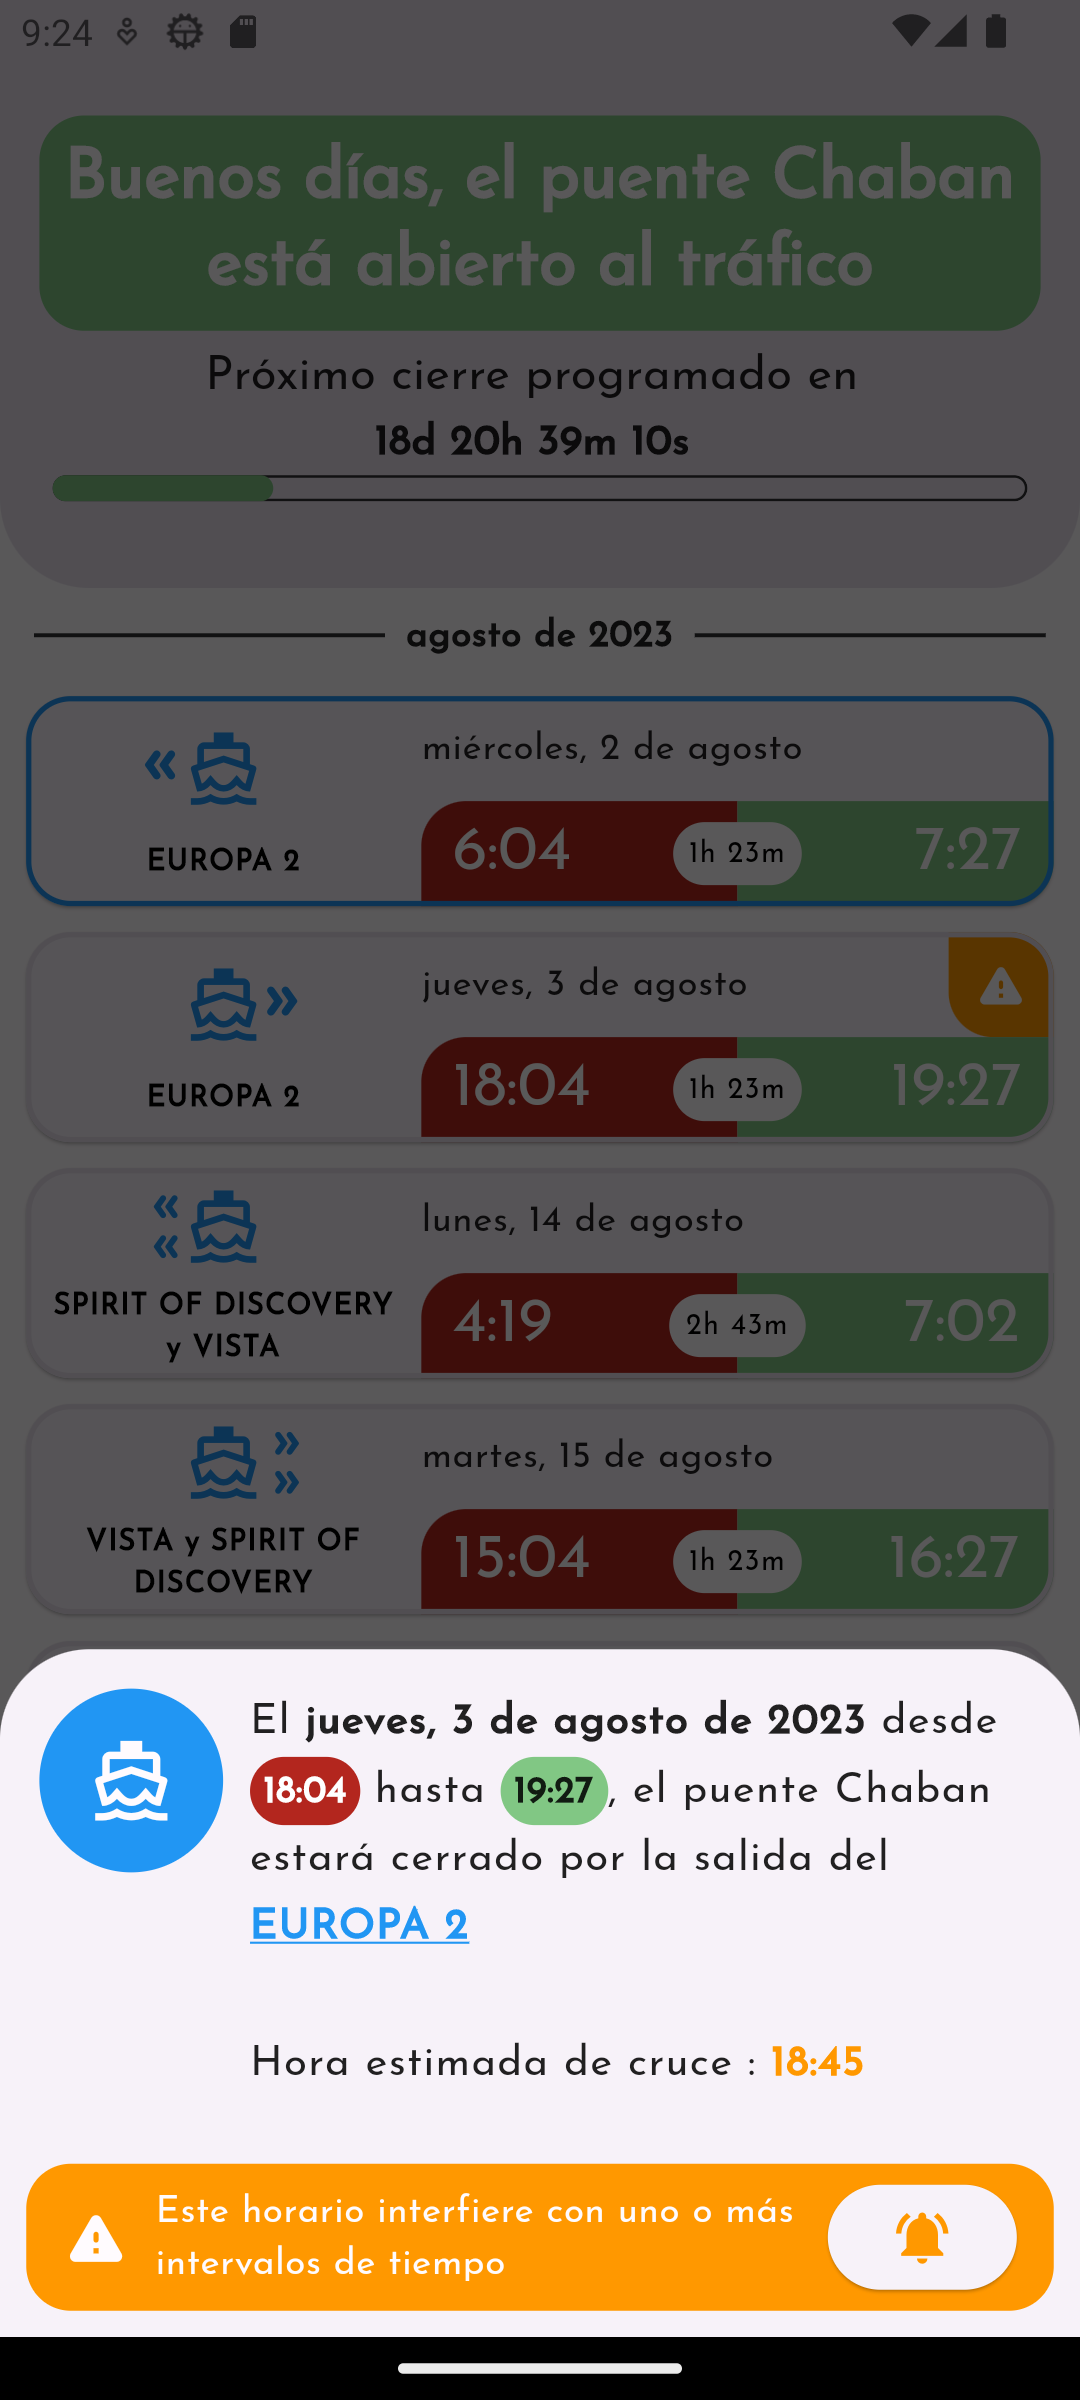 9:24
Buenos días, el puente Chaban
está abierto al tráfico
Próximo cierre programado en
18d 20h 39m 10s
agosto de 2023
miércoles, 2 de agosto
EUROPA 2
6:04 1h 23m 7:27
jueves, 3 de agosto
EUROPA 2
18:04 1h 23m 19:27
lunes, 14 de agosto
SPIRIT OF DISCOVERY
y VISTA
4:19 2h 43m 7:02
martes, 15 de agosto
VISTA y SPIRIT OF
DISCOVERY
15:04 1h 23m 16:27
El jueves, 3 de agosto de 2023 desde
18:04 hasta 19:27, el puente Chaban
estará cerrado por la salida del
EUROPA 2
Hora estimada de cruce : 18:45
Este horario interfiere con uno o más
intervalos de tiempo